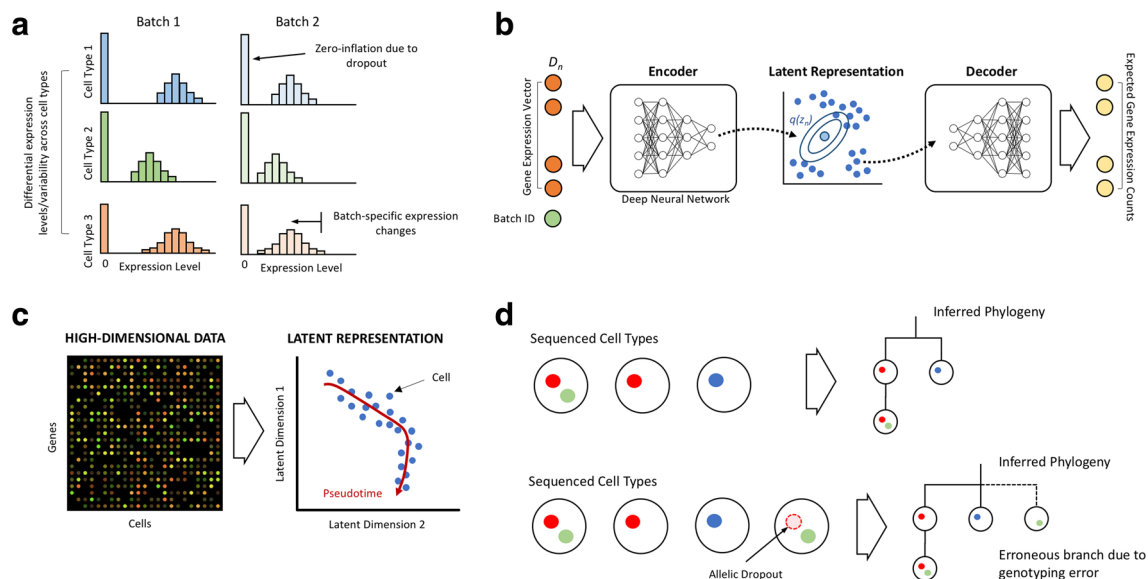 a
Batch 1
Batch 2
Differential expression
levels/variability across cell types
Cell Type 1
Zero-inflation due to
dropout
Cell Type 2
Cell Type 3
Batch-specific expression
changes
0
Expression Level
0
Expression Level
b
Dn
Encoder
Latent Representation
Decoder
Gene Expression Vector
q(zn)
Expected Gene Expression Counts
Deep Neural Network
Batch ID
c
HIGH-DIMENSIONAL DATA
LATENT REPRESENTATION
Genes
Cells
Latent Dimension 1
Cell
Pseudotime
Latent Dimension 2
d
Sequenced Cell Types
Inferred Phylogeny
Sequenced Cell Types
Inferred Phylogeny
Allelic Dropout
Erroneous branch due to
genotyping error